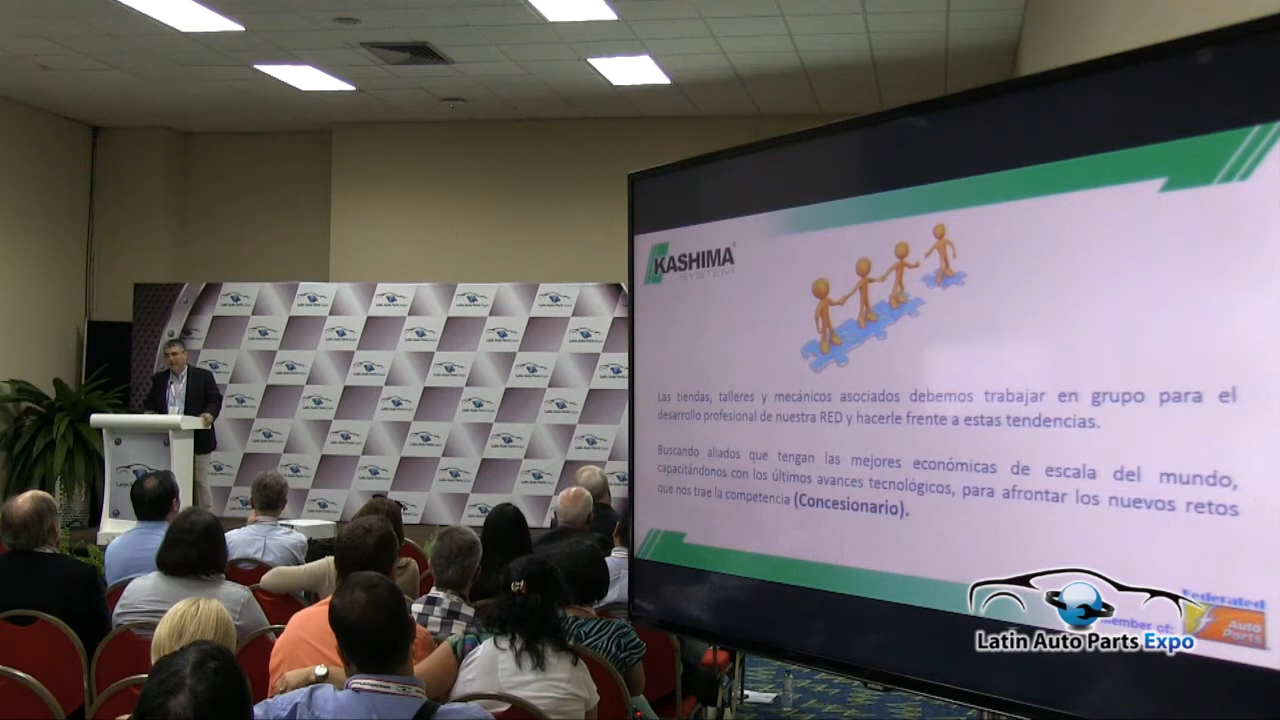 KASHIMA
SYSTEM
Las tiendas, talleres y mecánicos asociados debemos trabajar en grupo para el
desarrollo profesional de nuestra RED y hacerle frente a estas tendencias.
Buscando aliados que tengan las mejores económicas de escala del mundo,
capacitándonos con los últimos avances tecnológicos, para afrontar los nuevos retos
que nos trae la competencia (Concesionario).
Member of:
Federated
Auto
Parts
Latin Auto Parts Expo